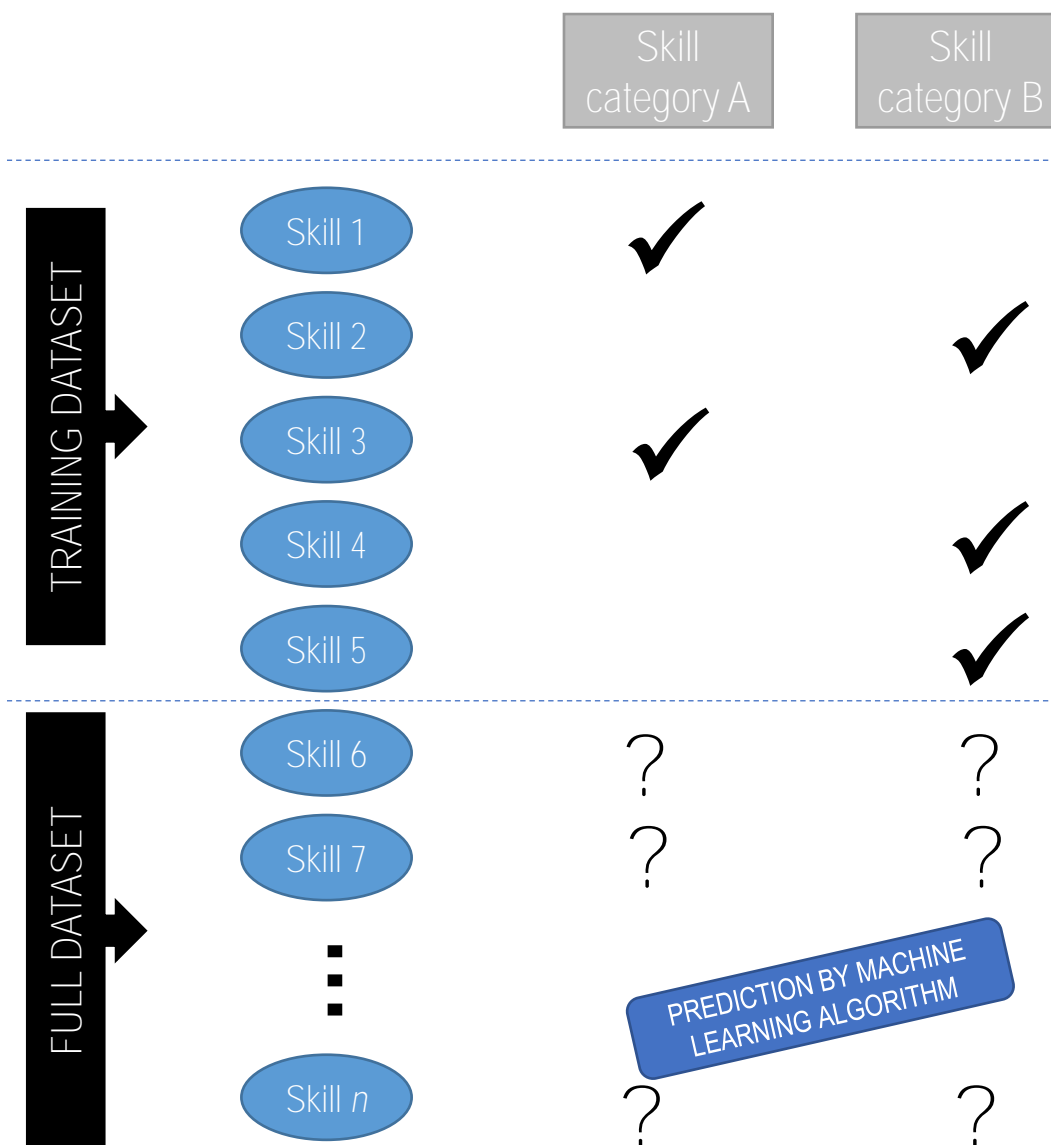 Skill
category A
Skill
category B
TRAINING DATASET
Skill 1
Skill 2
Skill 3
Skill 4
Skill 5
FULL DATASET
Skill 6
? ?
Skill 7
? ?
PREDICTION BY MACHINE
LEARNING ALGORITHM
Skill n
? ?